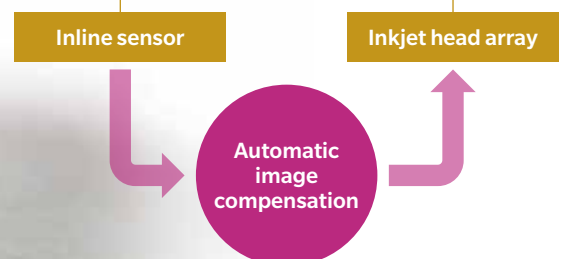 Inline sensor
Inkjet head array
Automatic
image
compensation